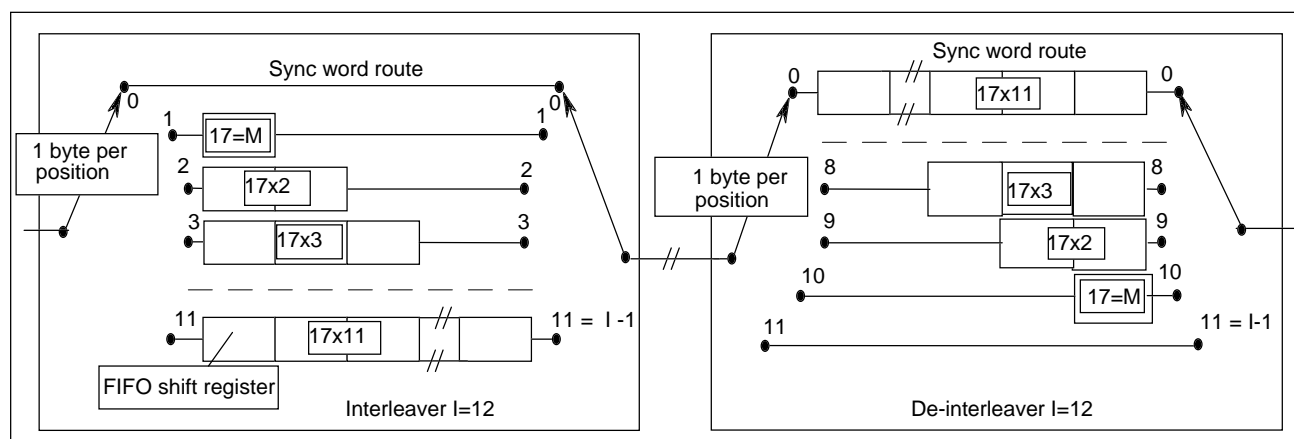 Sync word route
0
0
1
17=M
1
1 byte per
position
2
17x2
2
3
17x3
3
11
17x11
11 = I -1
FIFO shift register
Interleaver I=12
Sync word route
0
17x11
0
1 byte per
position
8
17x3
8
9
17x2
9
10
17=M
10
11
11 = I-1
De-interleaver I=12